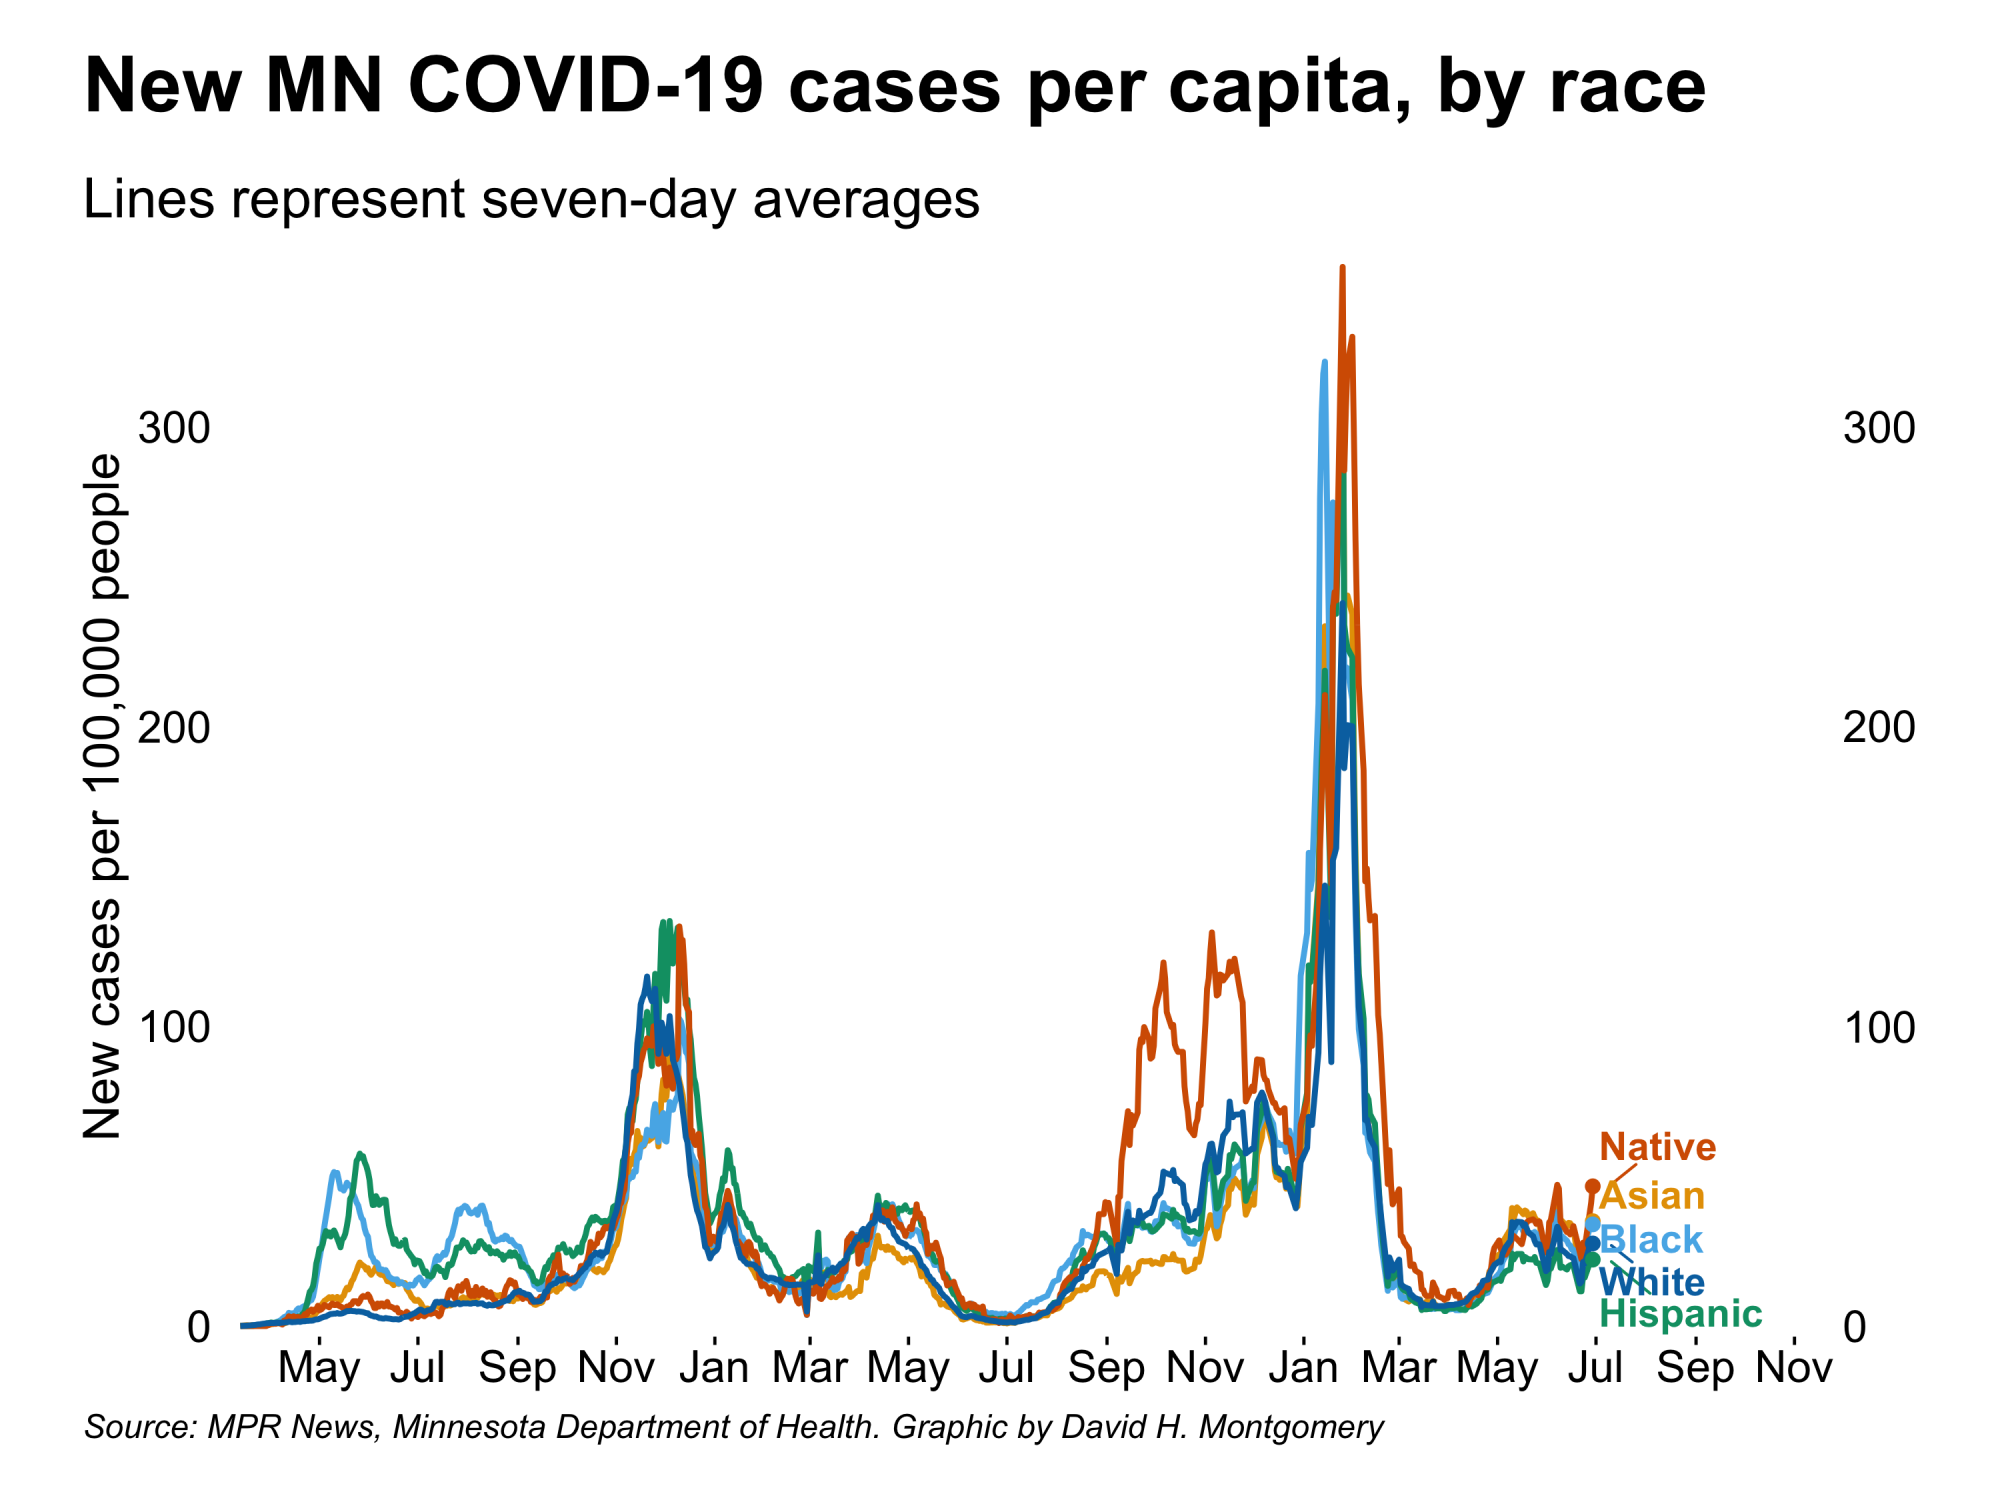 New MN COVID-19 cases per capita, by race
Lines represent seven-day averages
New cases per 100,000 people
300
200
100
0
300
200
100
0
Native
Asian
Black
White
Hispanic
May Jul Sep Nov Jan Mar May Jul Sep Nov Jan Mar May Jul Sep Nov
Source: MPR News, Minnesota Department of Health. Graphic by David H. Montgomery